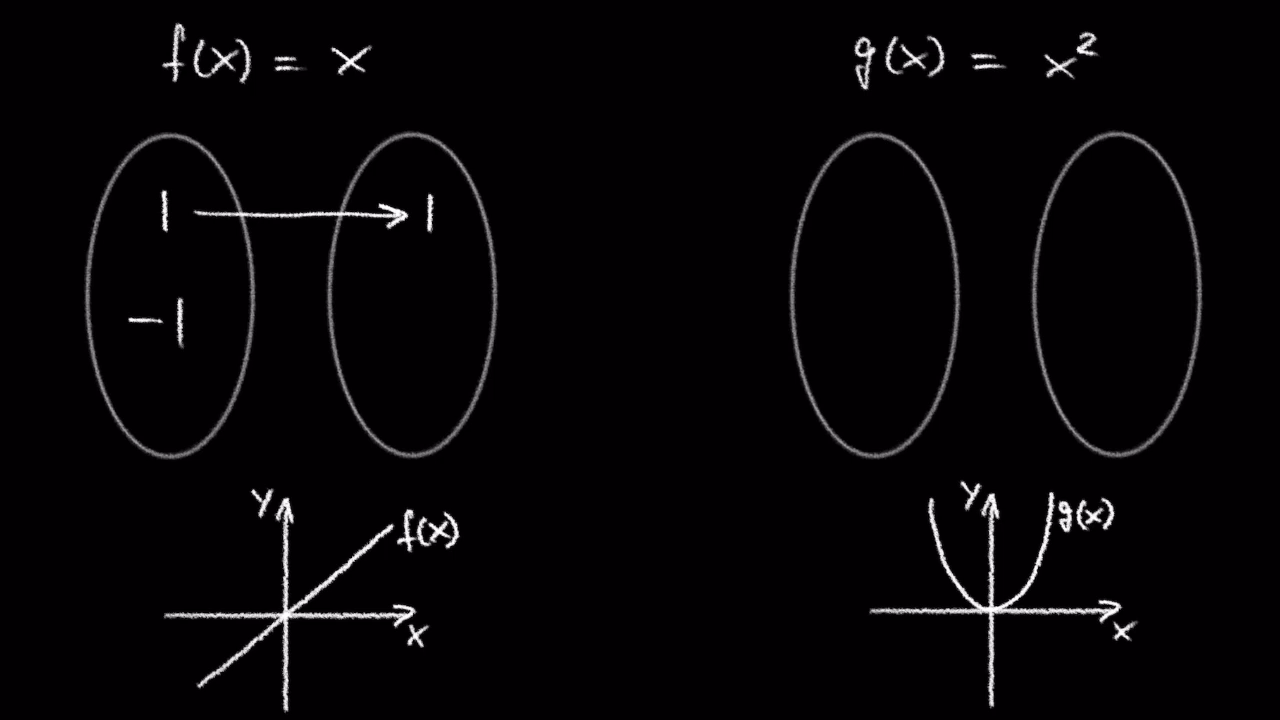 f(x) = x
g(x) = x²
1
1
-1
y
f(x)
x
y
g(x)
x